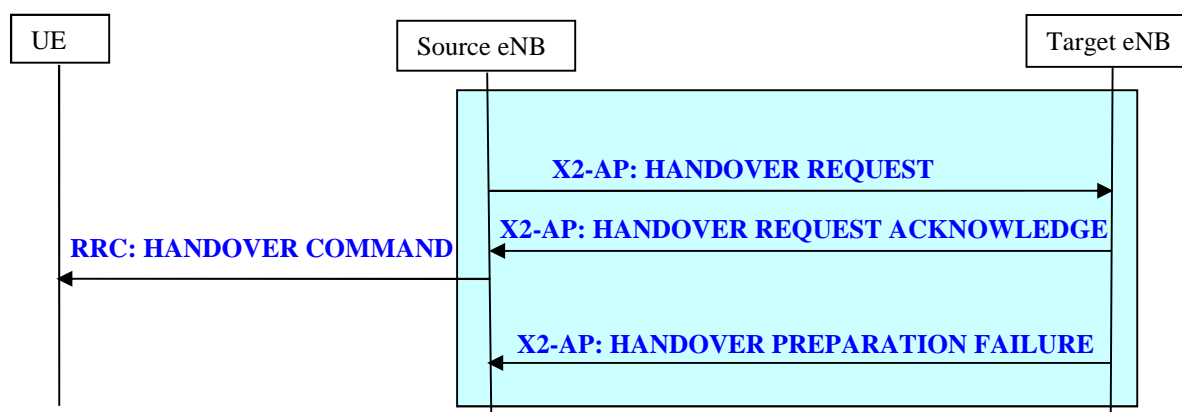 UE
Source eNB
Target eNB
X2-AP: HANDOVER REQUEST
X2-AP: HANDOVER REQUEST ACKNOWLEDGE
RRC: HANDOVER COMMAND
X2-AP: HANDOVER PREPARATION FAILURE